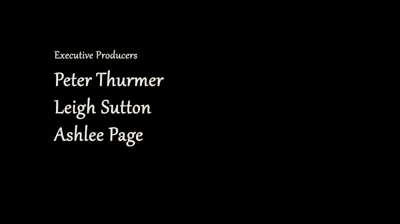 Executive Producers
Peter Thurmer
Leigh Sutton
Ashlee Page